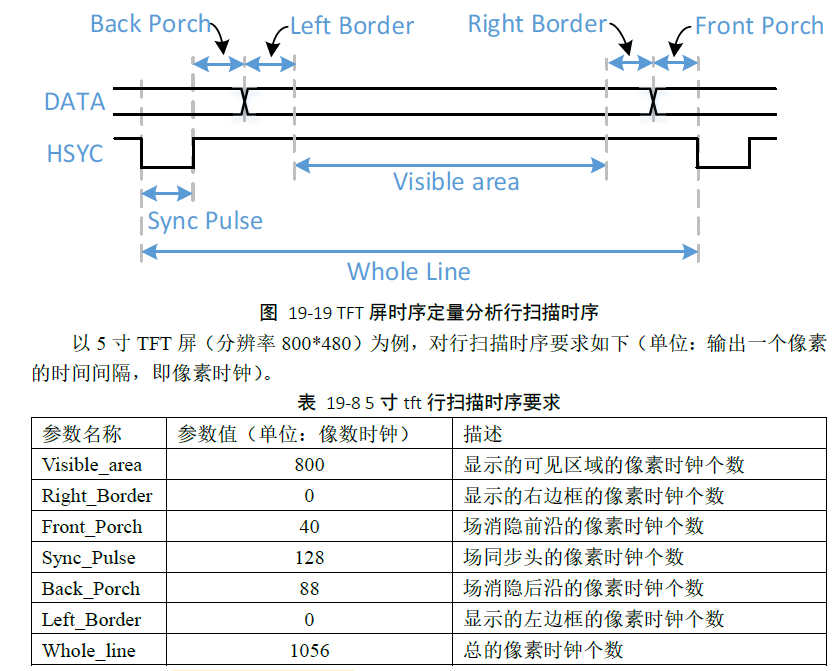 Back Porch
Left Border
Right Border
Front Porch
DATA
HSYC
Visible area
Sync Pulse
Whole Line
图 19-19 TFT 屏时序定量分析行扫描时序
以 5 寸 TFT 屏（分辨率 800*480）为例，对行扫描时序要求如下（单位：输出一个像素
的时间间隔，即像素时钟）。
表 19-8 5 寸 tft 行扫描时序要求
参数名称 参数值（单位：像数时钟） 描述
Visible_area 800 显示的可见区域的像素时钟个数
Right_Border 0 显示的右边框的像素时钟个数
Front_Porch 40 场消隐前沿的像素时钟个数
Sync_Pulse 128 场同步头的像素时钟个数
Back_Porch 88 场消隐后沿的像素时钟个数
Left_Border 0 显示的左边框的像素时钟个数
Whole_line 1056 总的像素时钟个数